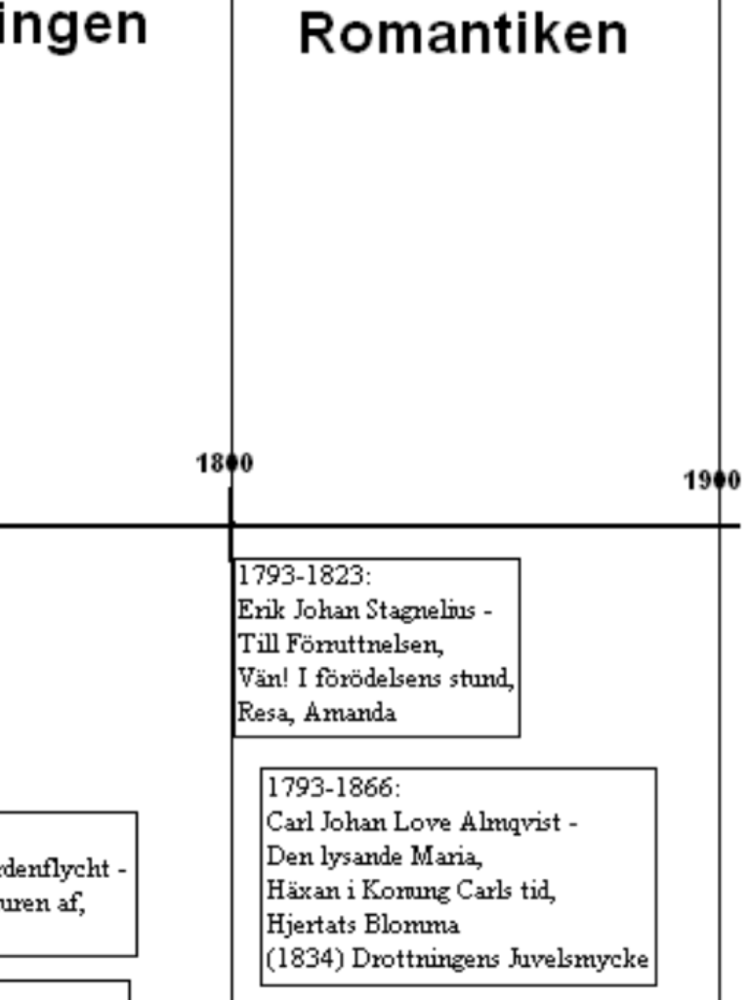 ingen
Romantiken
1800
1900
1793-1823:
Erik Johan Stagnelius -
Till Förruttnelsen,
Vän! I förödelsens stund,
Resa, Amanda
1793-1866:
Carl Johan Love Almqvist -
Den lysande Maria,
Häxan i Konung Carls tid,
Hjertats Blomma
(1834) Drottningens Juvelsmycke
rdenflycht -
uren af,